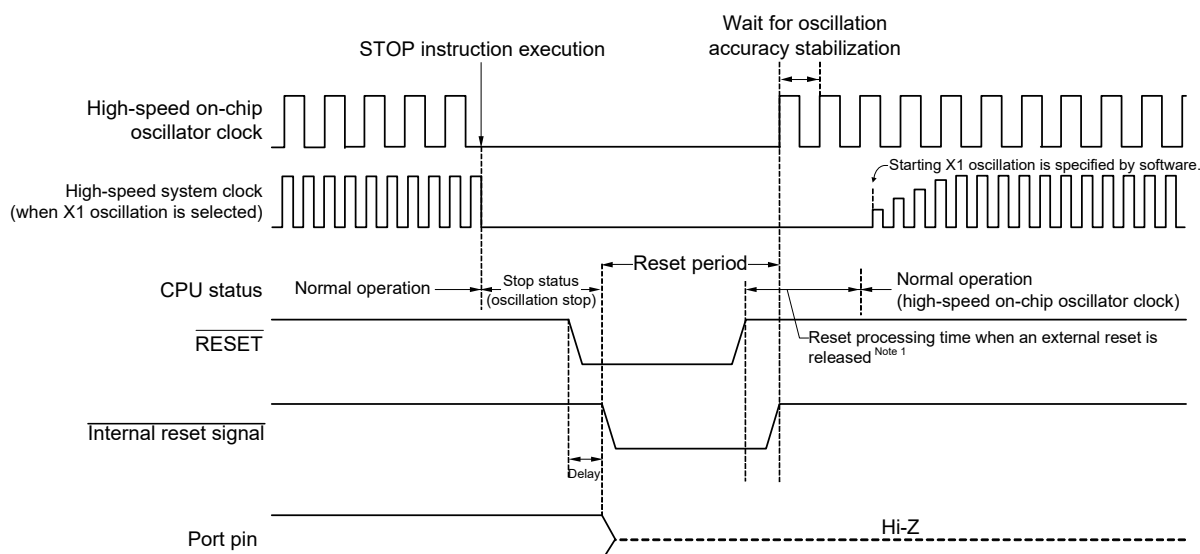 Wait for oscillation
accuracy stabilization
STOP instruction execution
High-speed on-chip
oscillator clock
Starting X1 oscillation is specified by software.
High-speed system clock
(when X1 oscillation is selected)
Reset period
CPU status
Normal operation
Stop status
(oscillation stop)
Normal operation
(high-speed on-chip oscillator clock)
RESET
Reset processing time when an external reset is
released Note 1
Internal reset signal
Delay
Port pin
Hi-Z